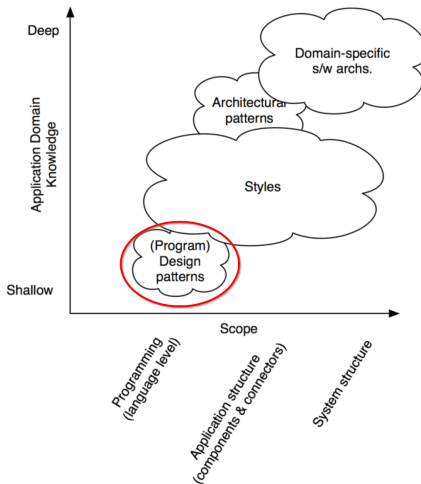 Deep
Domain-specific
s/w archs.
Architectural
patterns
Application Domain
Knowledge
Styles
(Program)
Design
patterns
Shallow
Scope
Programming
(language level)
Application structure
(components & connectors)
System structure